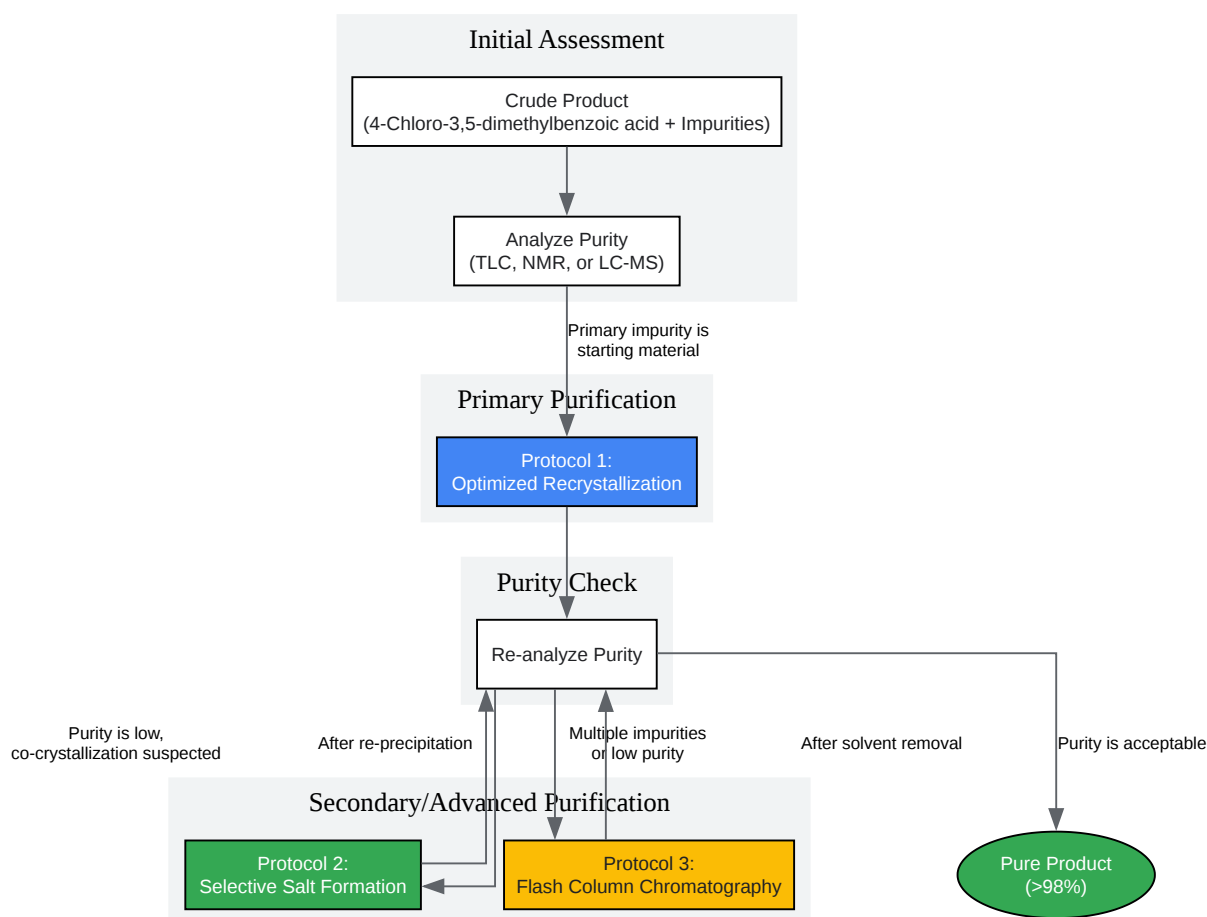 Initial Assessment
Crude Product
(4-Chloro-3,5-dimethylbenzoic acid + Impurities)
Analyze Purity
(TLC, NMR, or LC-MS)
Primary impurity is
starting material
Primary Purification
Protocol 1:
Optimized Recrystallization
Purity Check
Re-analyze Purity
Purity is low,
co-crystallization suspected
After re-precipitation
Multiple impurities
or low purity
After solvent removal
Purity is acceptable
Secondary/Advanced Purification
Protocol 2:
Selective Salt Formation
Protocol 3:
Flash Column Chromatography
Pure Product
(>98%)